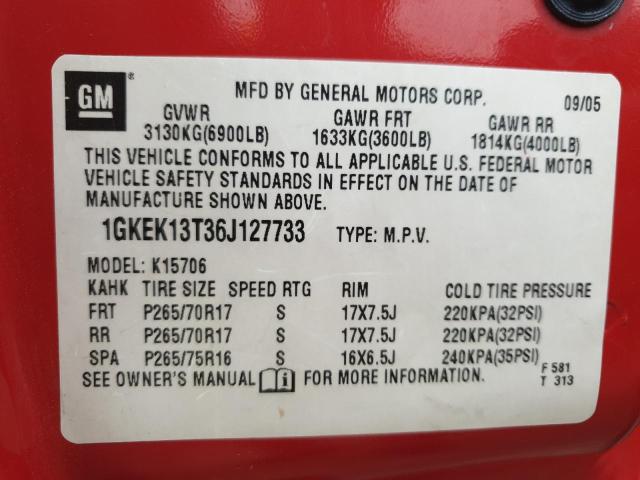 GM ®
MFD BY GENERAL MOTORS CORP. 09/05
GVWR GAWR FRT GAWR RR
3130KG(6900LB) 1633KG(3600LB) 1814KG(4000LB)
THIS VEHICLE CONFORMS TO ALL APPLICABLE U.S. FEDERAL MOTOR
VEHICLE SAFETY STANDARDS IN EFFECT ON THE DATE OF
MANUFACTURE SHOWN ABOVE.
1GKEK13T36J127733 TYPE: M.P.V.
MODEL: K15706
KAHK TIRE SIZE SPEED RTG RIM COLD TIRE PRESSURE
FRT P265/70R17 S 17X7.5J 220KPA(32PSI)
RR P265/70R17 S 17X7.5J 220KPA(32PSI)
SPA P265/75R16 S 16X6.5J 240KPA(35PSI)
SEE OWNER'S MANUAL i FOR MORE INFORMATION.
F 581
T 313